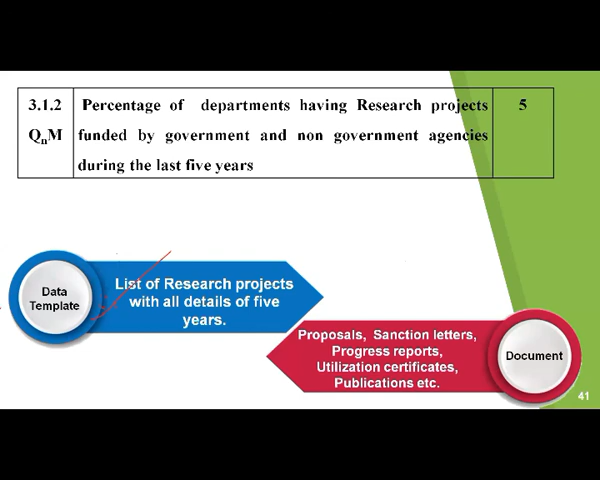 3.1.2 Percentage of departments having Research projects 5
QnM funded by government and non government agencies
during the last five years
Data
Template
List of Research projects
with all details of five
years.
Proposals, Sanction letters,
Progress reports,
Utilization certificates,
Publications etc.
Document
41